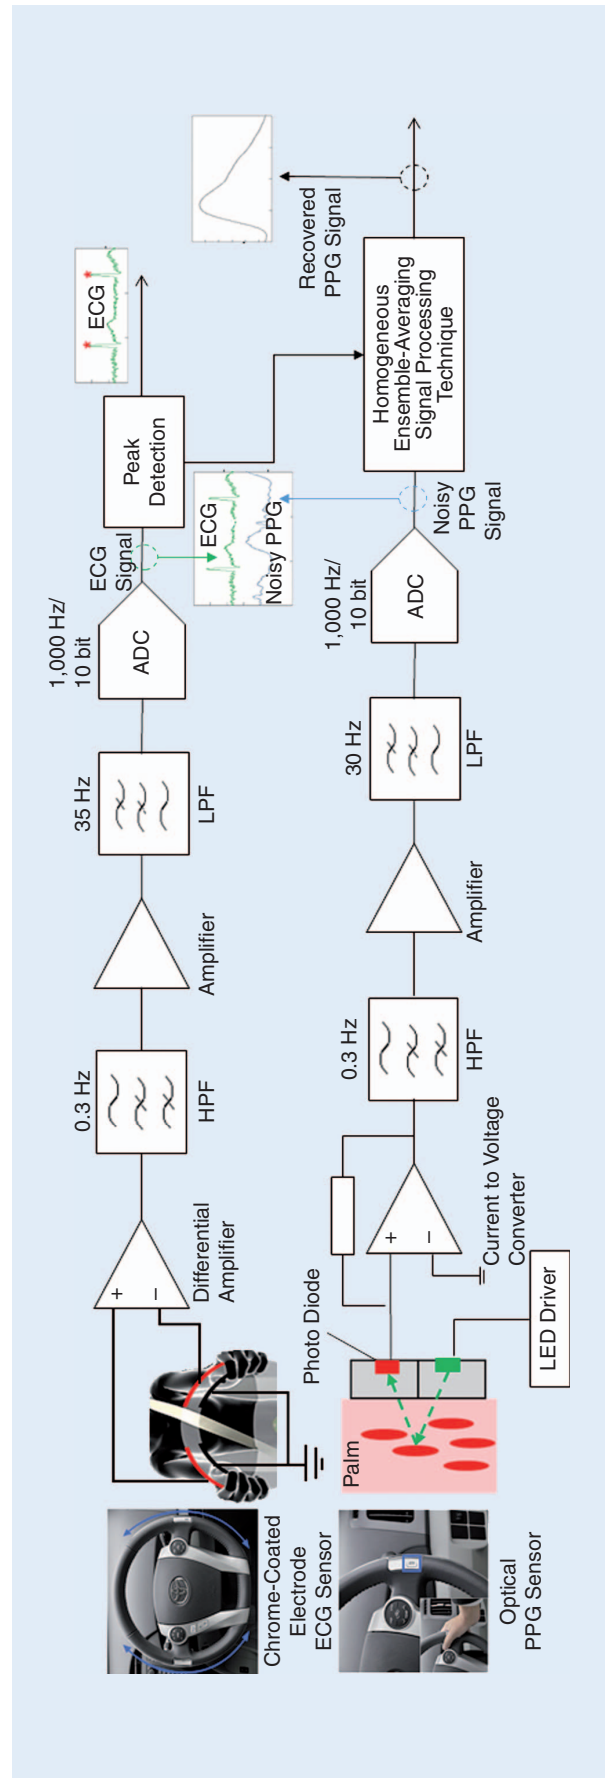 Chrome-Coated
Electrode
ECG Sensor
+
−
Differential
Amplifier
0.3 Hz
HPF
Amplifier
35 Hz
LPF
1,000 Hz/
10 bit
ADC
ECG
Signal
Peak
Detection
ECG
ECG
Noisy PPG
Optical
PPG Sensor
Palm
Photo Diode
LED Driver
+
−
Current to Voltage
Converter
0.3 Hz
HPF
Amplifier
30 Hz
LPF
1,000 Hz/
10 bit
ADC
Noisy
PPG
Signal
Homogeneous
Ensemble-Averaging
Signal Processing
Technique
Recovered
PPG Signal